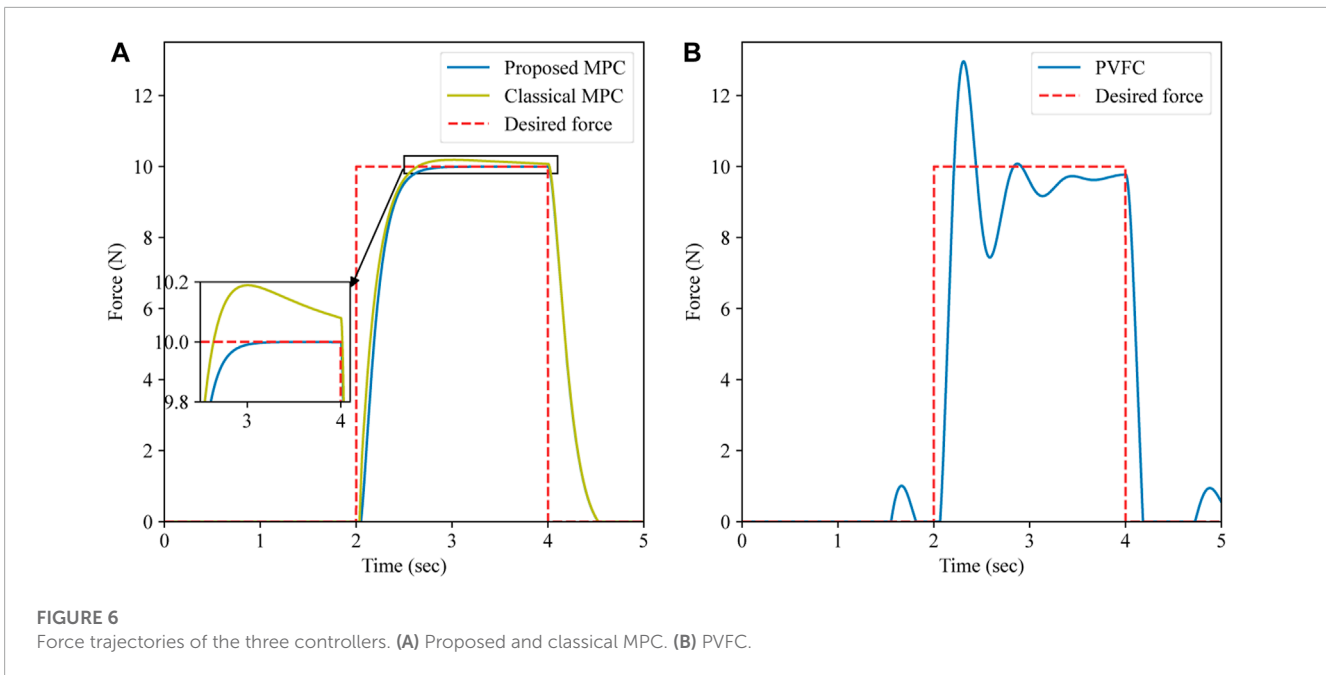 A
B
Proposed MPC
Classical MPC
Desired force
PVFC
Desired force
12
10
8
6
4
2
0
Force (N)
10.2
10.0
9.8
3
4
0
1
2
3
4
5
Time (sec)
12
10
8
6
4
2
0
Force (N)
0
1
2
3
4
5
Time (sec)
FIGURE 6
Force trajectories of the three controllers. (A) Proposed and classical MPC. (B) PVFC.